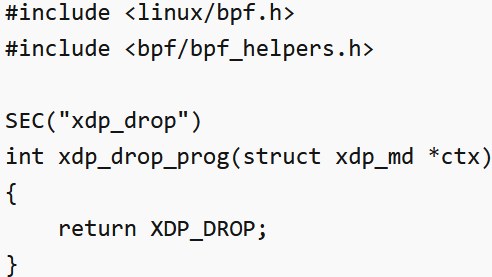 #include <linux/bpf.h>
#include <bpf/bpf_helpers.h>

SEC("xdp_drop")
int xdp_drop_prog(struct xdp_md *ctx)
{
    return XDP_DROP;
}